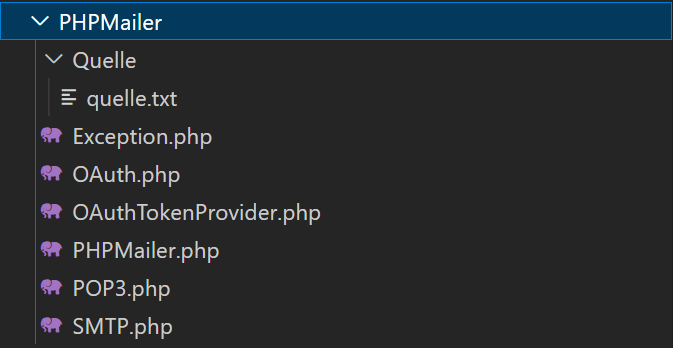 PHPMailer
Quelle
quelle.txt
Exception.php
OAuth.php
OAuthTokenProvider.php
PHPMailer.php
POP3.php
SMTP.php